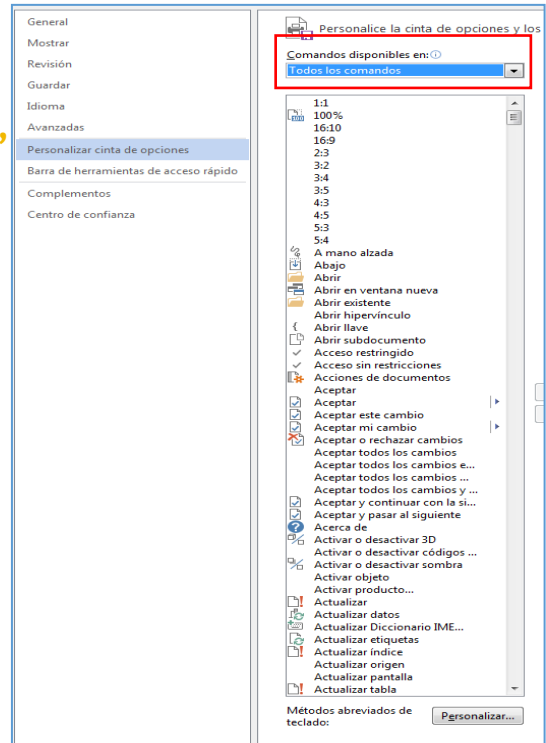 General
Mostrar
Revisión
Guardar
Idioma
Avanzadas
Personalizar cinta de opciones
Barra de herramientas de acceso rápido
Complementos
Centro de confianza
Personalice la cinta de opciones y los
Comandos disponibles en:
Todos los comandos
1:1
100%
16:10
16:9
2:3
3:2
3:4
3:5
4:3
4:5
5:3
5:4
A mano alzada
Abajo
Abrir
Abrir en ventana nueva
Abrir existente
Abrir hipervínculo
Abrir llave
Abrir subdocumento
Acceso restringido
Acceso sin restricciones
Acciones de documentos
Aceptar
Aceptar
Aceptar este cambio
Aceptar mi cambio
Aceptar o rechazar cambios
Aceptar todos los cambios
Aceptar todos los cambios e...
Aceptar todos los cambios ...
Aceptar todos los cambios y ...
Aceptar y continuar con la si...
Aceptar y pasar al siguiente
Acerca de
Activar o desactivar 3D
Activar o desactivar códigos ...
Activar o desactivar sombra
Activar objeto
Activar producto...
Actualizar
Actualizar datos
Actualizar Diccionario IME...
Actualizar etiquetas
Actualizar índice
Actualizar origen
Actualizar pantalla
Actualizar tabla
Métodos abreviados de
teclado:
Personalizar...